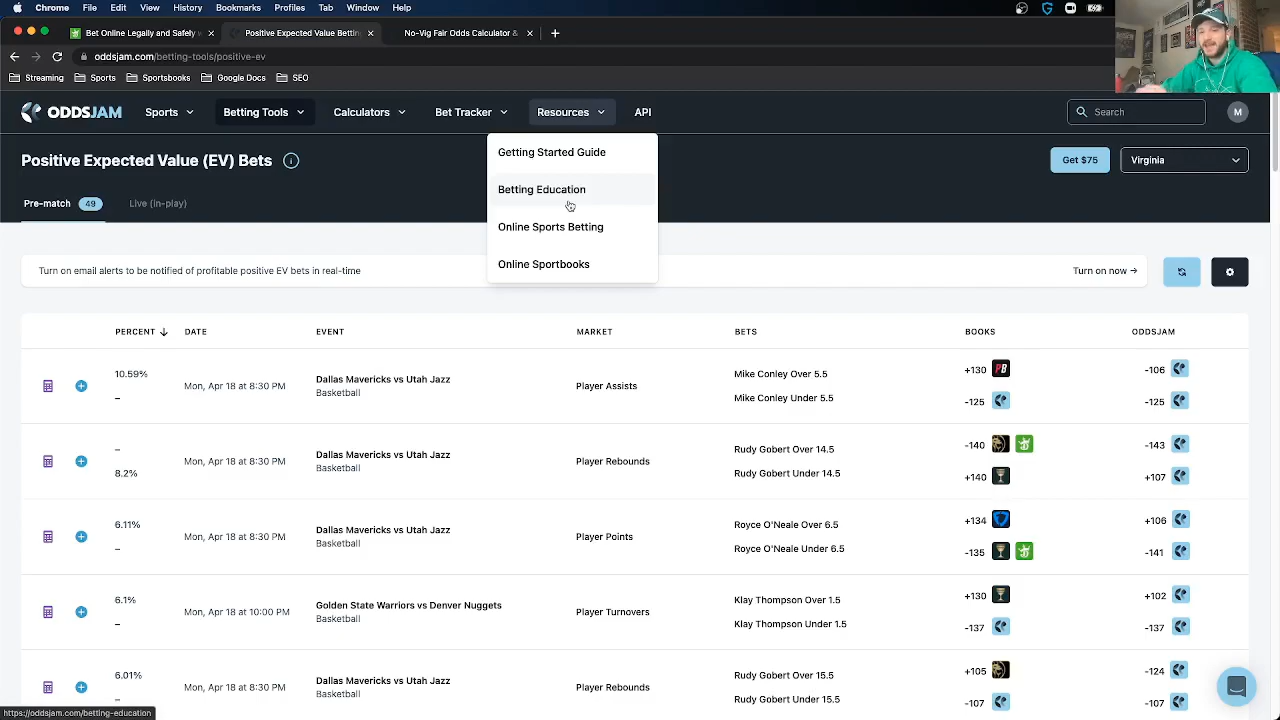 Chrome File Edit View History Bookmarks Profiles Tab Window Help
Bet Online Legally and Safely Positive Expected Value Bettin No-Vig Fair Odds Calculator &
oddsjam.com/betting-tools/positive-ev
Streaming Sports Sportsbooks Google Docs SEO
ODDSJAM Sports Betting Tools Calculators Bet Tracker Resources API Search M
Getting Started Guide
Positive Expected Value (EV) Bets i Get $75 Virginia
Betting Education
Pre-match 49 Live (In-play)
Online Sports Betting
Online Sportbooks
Turn on email alerts to be notified of profitable positive EV bets in real-time Turn on now →
PERCENT ↓ DATE EVENT MARKET BETS BOOKS ODDSJAM
10.59% Mike Conley Over 5.5 +130 PB -106
Mon, Apr 18 at 8:30 PM Dallas Mavericks vs Utah Jazz Player Assists
Basketball
– Mike Conley Under 5.5 -125 -125
– Rudy Gobert Over 14.5 -140 -143
Mon, Apr 18 at 8:30 PM Dallas Mavericks vs Utah Jazz Player Rebounds
Basketball
8.2% Rudy Gobert Under 14.5 +140 +107
6.11% Royce O'Neale Over 6.5 +134 +106
Mon, Apr 18 at 8:30 PM Dallas Mavericks vs Utah Jazz Player Points
Basketball
– Royce O'Neale Under 6.5 -135 -141
6.1% Klay Thompson Over 1.5 +130 +102
Mon, Apr 18 at 10:00 PM Golden State Warriors vs Denver Nuggets Player Turnovers
Basketball
– Klay Thompson Under 1.5 -137 -137
6.01% Rudy Gobert Over 15.5 +105 -124
Mon, Apr 18 at 8:30 PM Dallas Mavericks vs Utah Jazz Player Rebounds
Basketball
– Rudy Gobert Under 15.5 -107 -107
https://oddsjam.com/betting-education